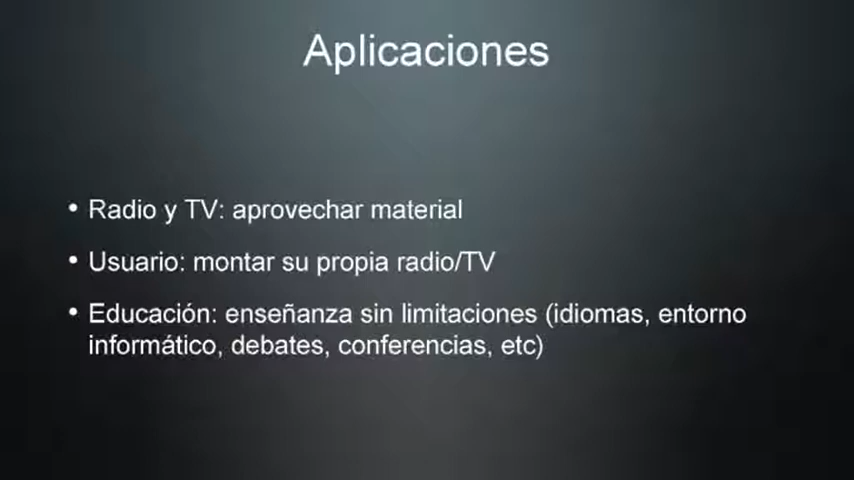 Aplicaciones
• Radio y TV: aprovechar material
• Usuario: montar su propia radio/TV
• Educación: enseñanza sin limitaciones (idiomas, entorno
informático, debates, conferencias, etc)